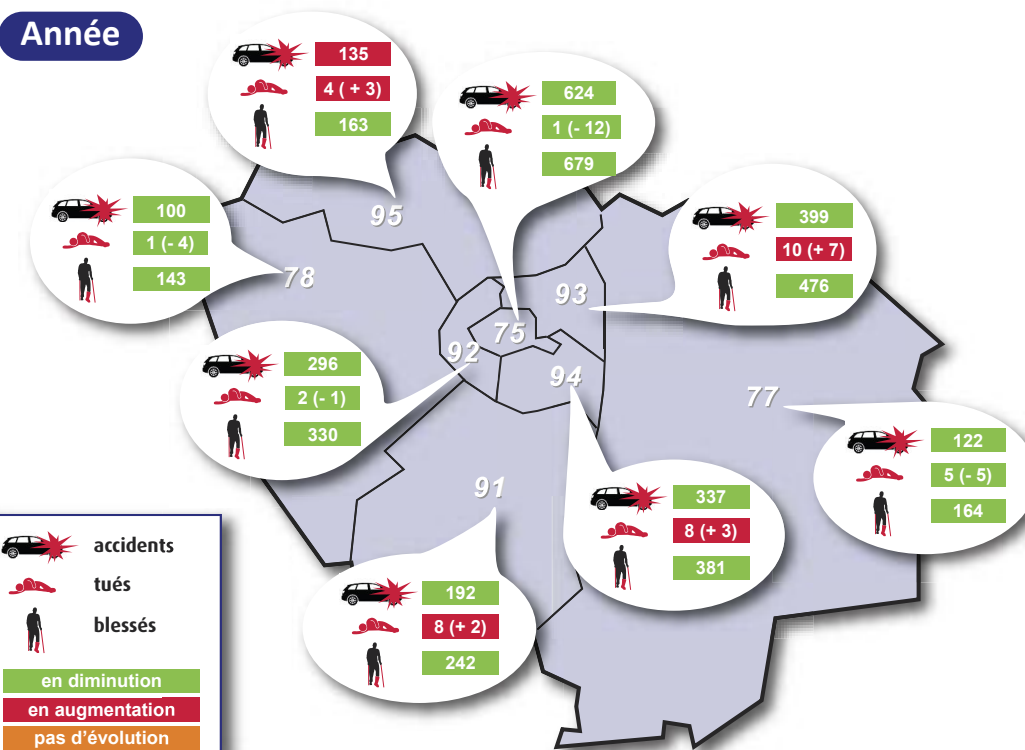 Année
135
4 ( + 3)
163
624
1 (- 12)
679
100
1 (- 4)
143
399
10 (+ 7)
476
95
78
93
75
92
94
77
91
296
2 (- 1)
330
122
5 (- 5)
164
337
8 (+ 3)
381
192
8 (+ 2)
242
accidents
tués
blessés
en diminution
en augmentation
pas d'évolution